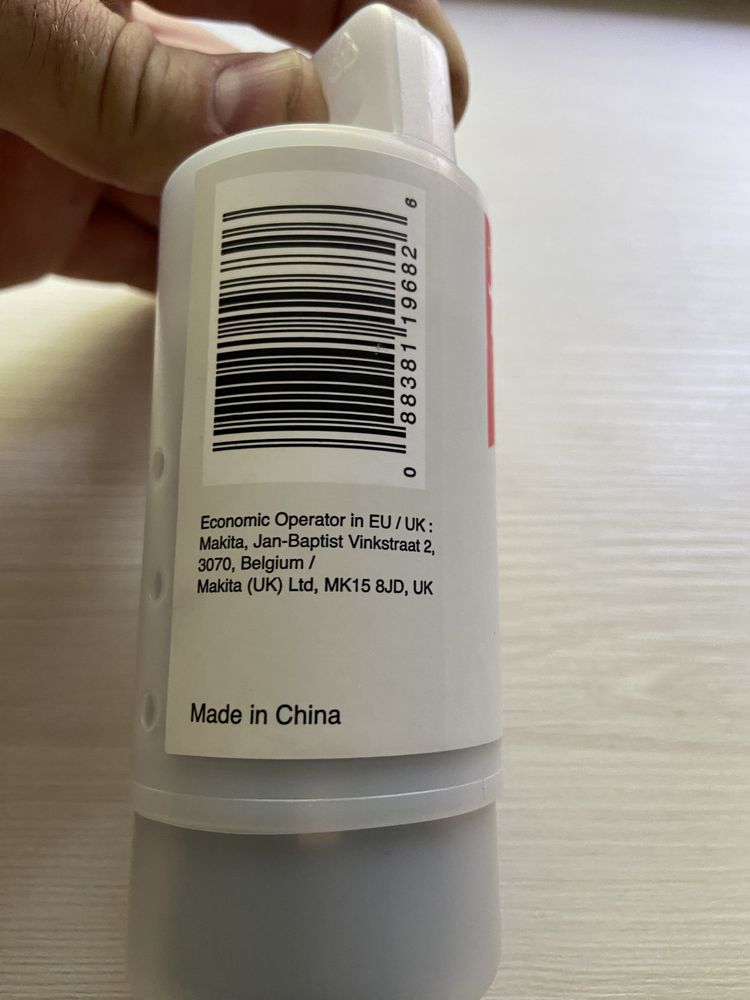 0 88381 19682 6
Economic Operator in EU / UK :
Makita, Jan-Baptist Vinkstraat 2,
3070, Belgium /
Makita (UK) Ltd, MK15 8JD, UK
Made in China